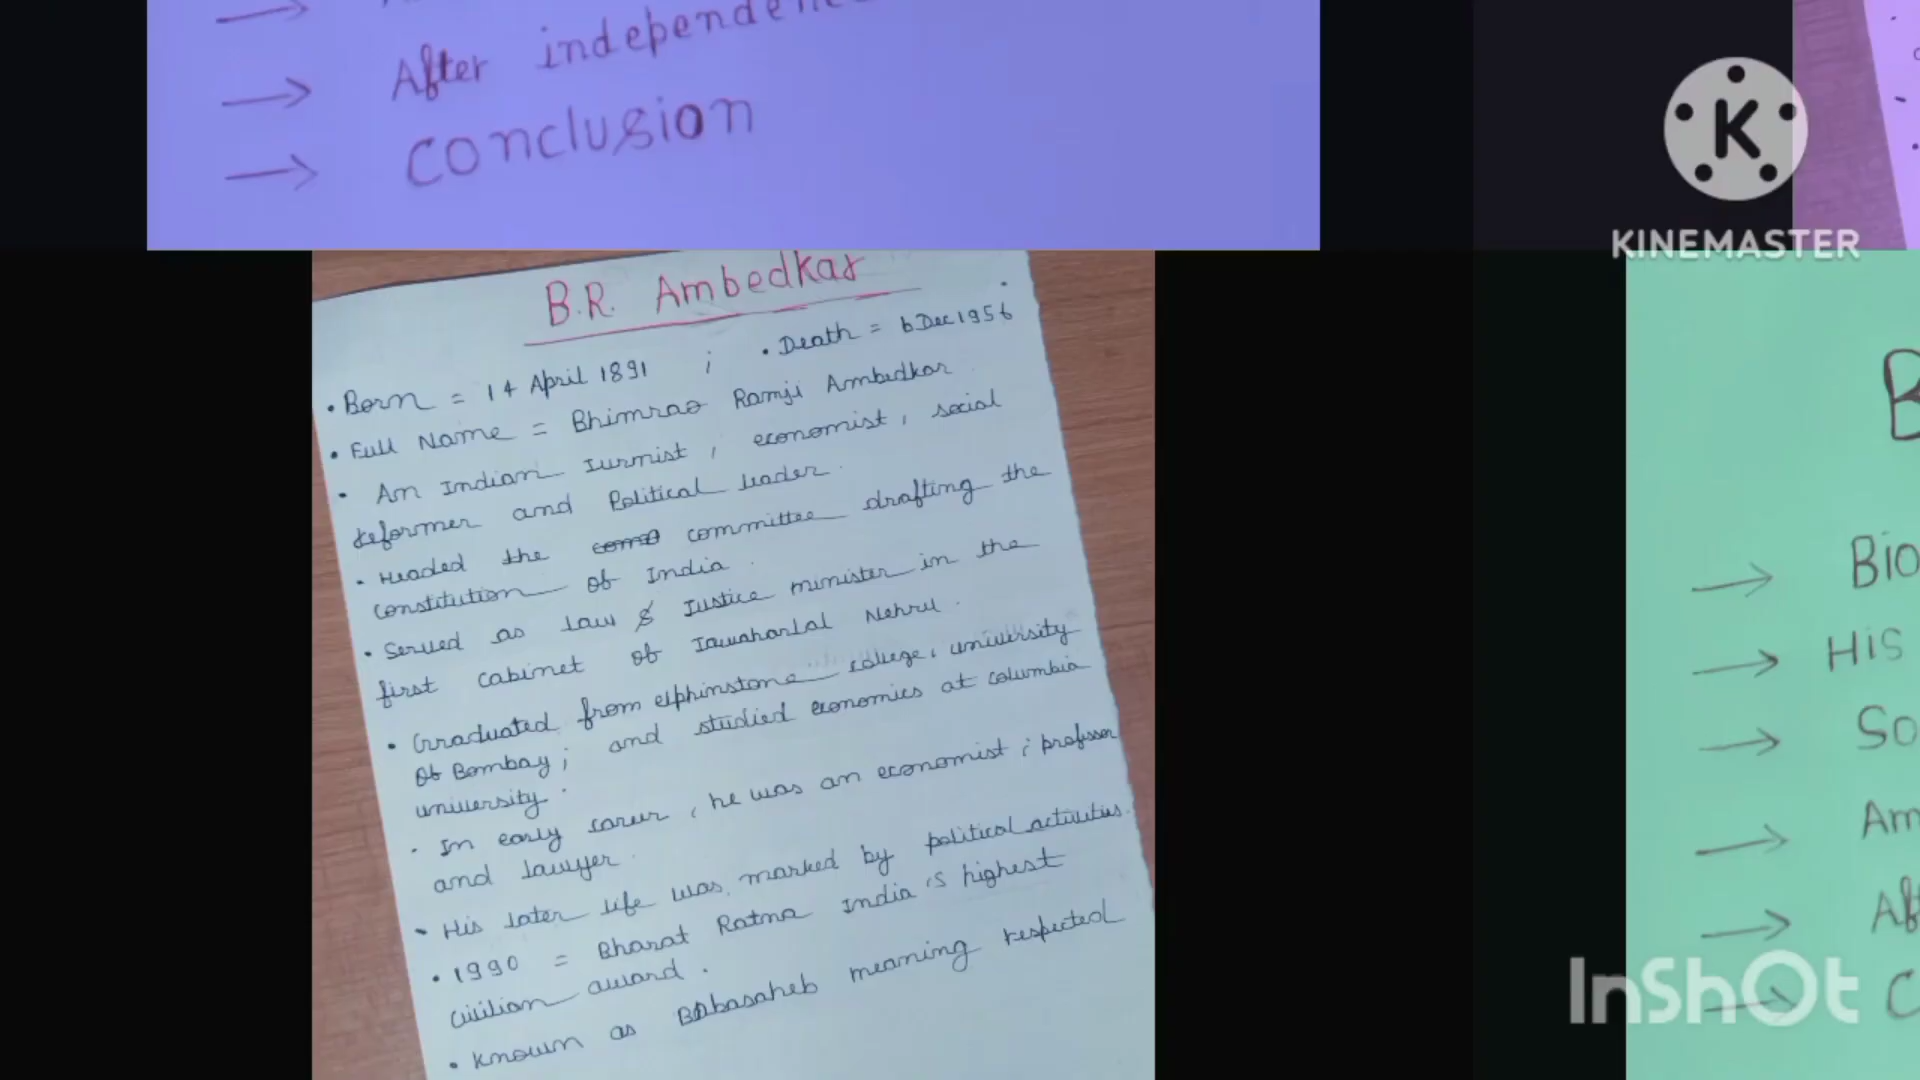 → After independen
→ Conclusion
K
KINEMASTER
B.R. Ambedkar
• Born = 14 April 1891 ; • Death = 6 Dec 1956
• Full Name = Bhimrao Ramji Ambedkar
• An Indian Iurmist, economist, social
reformer and Political leader.
• Headed the committee drafting the
constitution of India.
• Served as law & Justice minister in the
first cabinet of Jawaharlal Nehru.
• Graduated from elphinstone college, university
of Bombay; and studied economics at columbia
university.
• In early career, he was an economist, professor
and lawyer.
• His later life was marked by political activities.
• 1990 = Bharat Ratna India's highest
civilian award.
• Known as Babasaheb meaning respected
B
→ Bio
→ His
→ So
→ Am
→ Af
→ C
InShOt